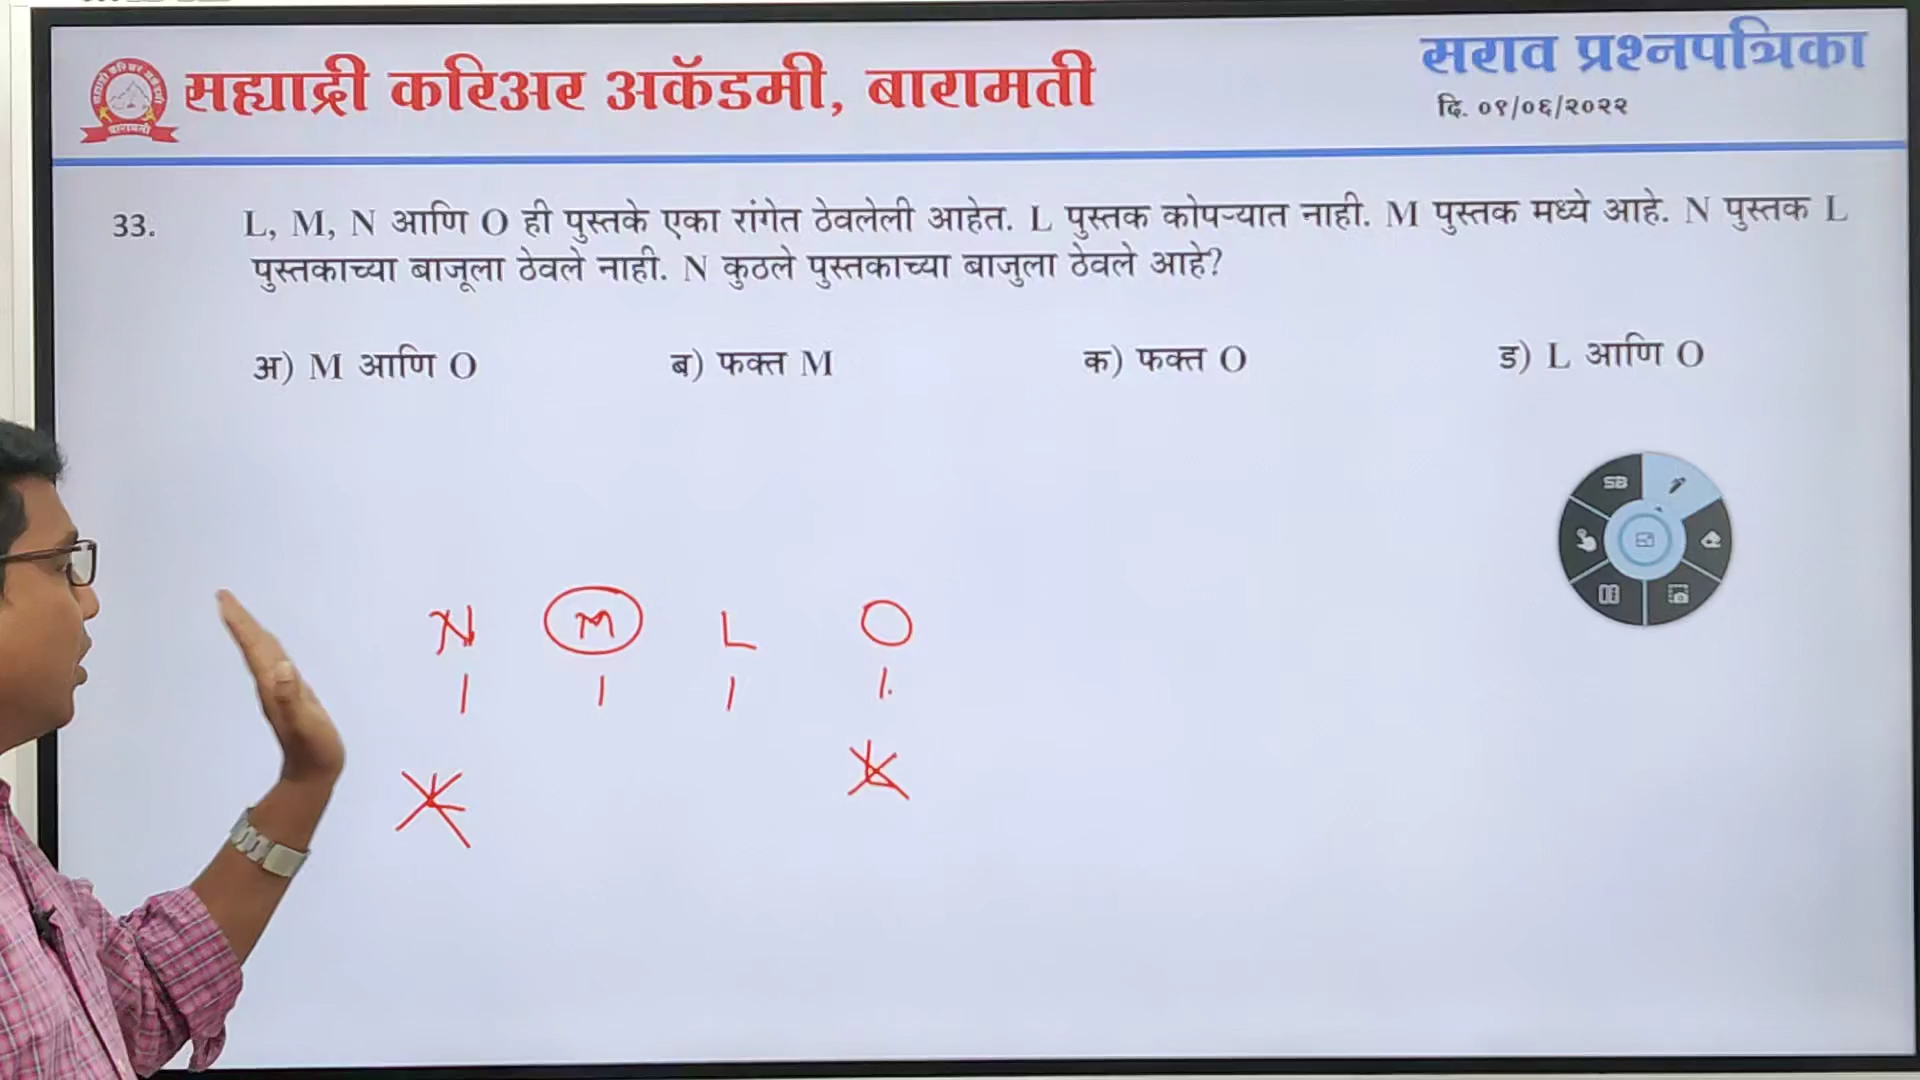 सह्याद्री करिअर अकॅडमी, बारामती
सराव प्रश्नपत्रिका
दि. ०९/०६/२०२२
33. L, M, N आणि O ही पुस्तके एका रांगेत ठेवलेली आहेत. L पुस्तक कोपऱ्यात नाही. M पुस्तक मध्ये आहे. N पुस्तक L
पुस्तकाच्या बाजूला ठेवले नाही. N कुठले पुस्तकाच्या बाजुला ठेवले आहे?
अ) M आणि O ब) फक्त M क) फक्त O ड) L आणि O
SB
N M L O